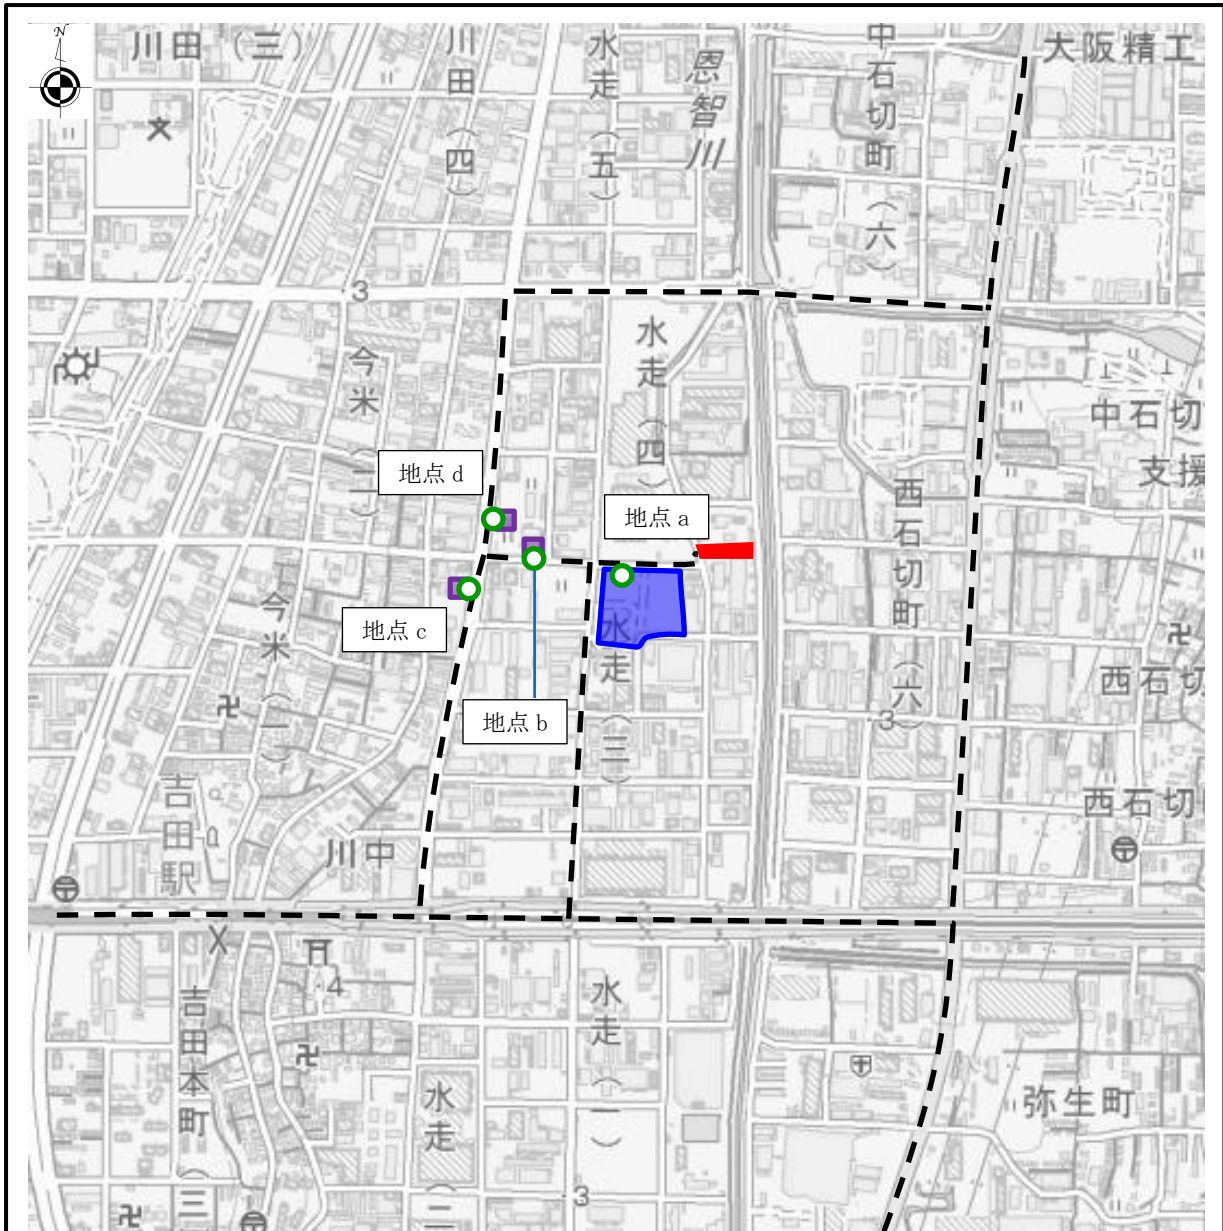 N
川田(三)
川田(四)
水走(五)
恩智川
中石切町(六)
大阪精工
3
今米(二)
水走(四)
中石切
支援
地点 d
地点 a
西石切町(六)
地点 c
今米(一)
水走(三)
西石切
地点 b
3
吉田駅
川中
西石切
4
吉田本町(三
水走(一)
水走(二
弥生町
3